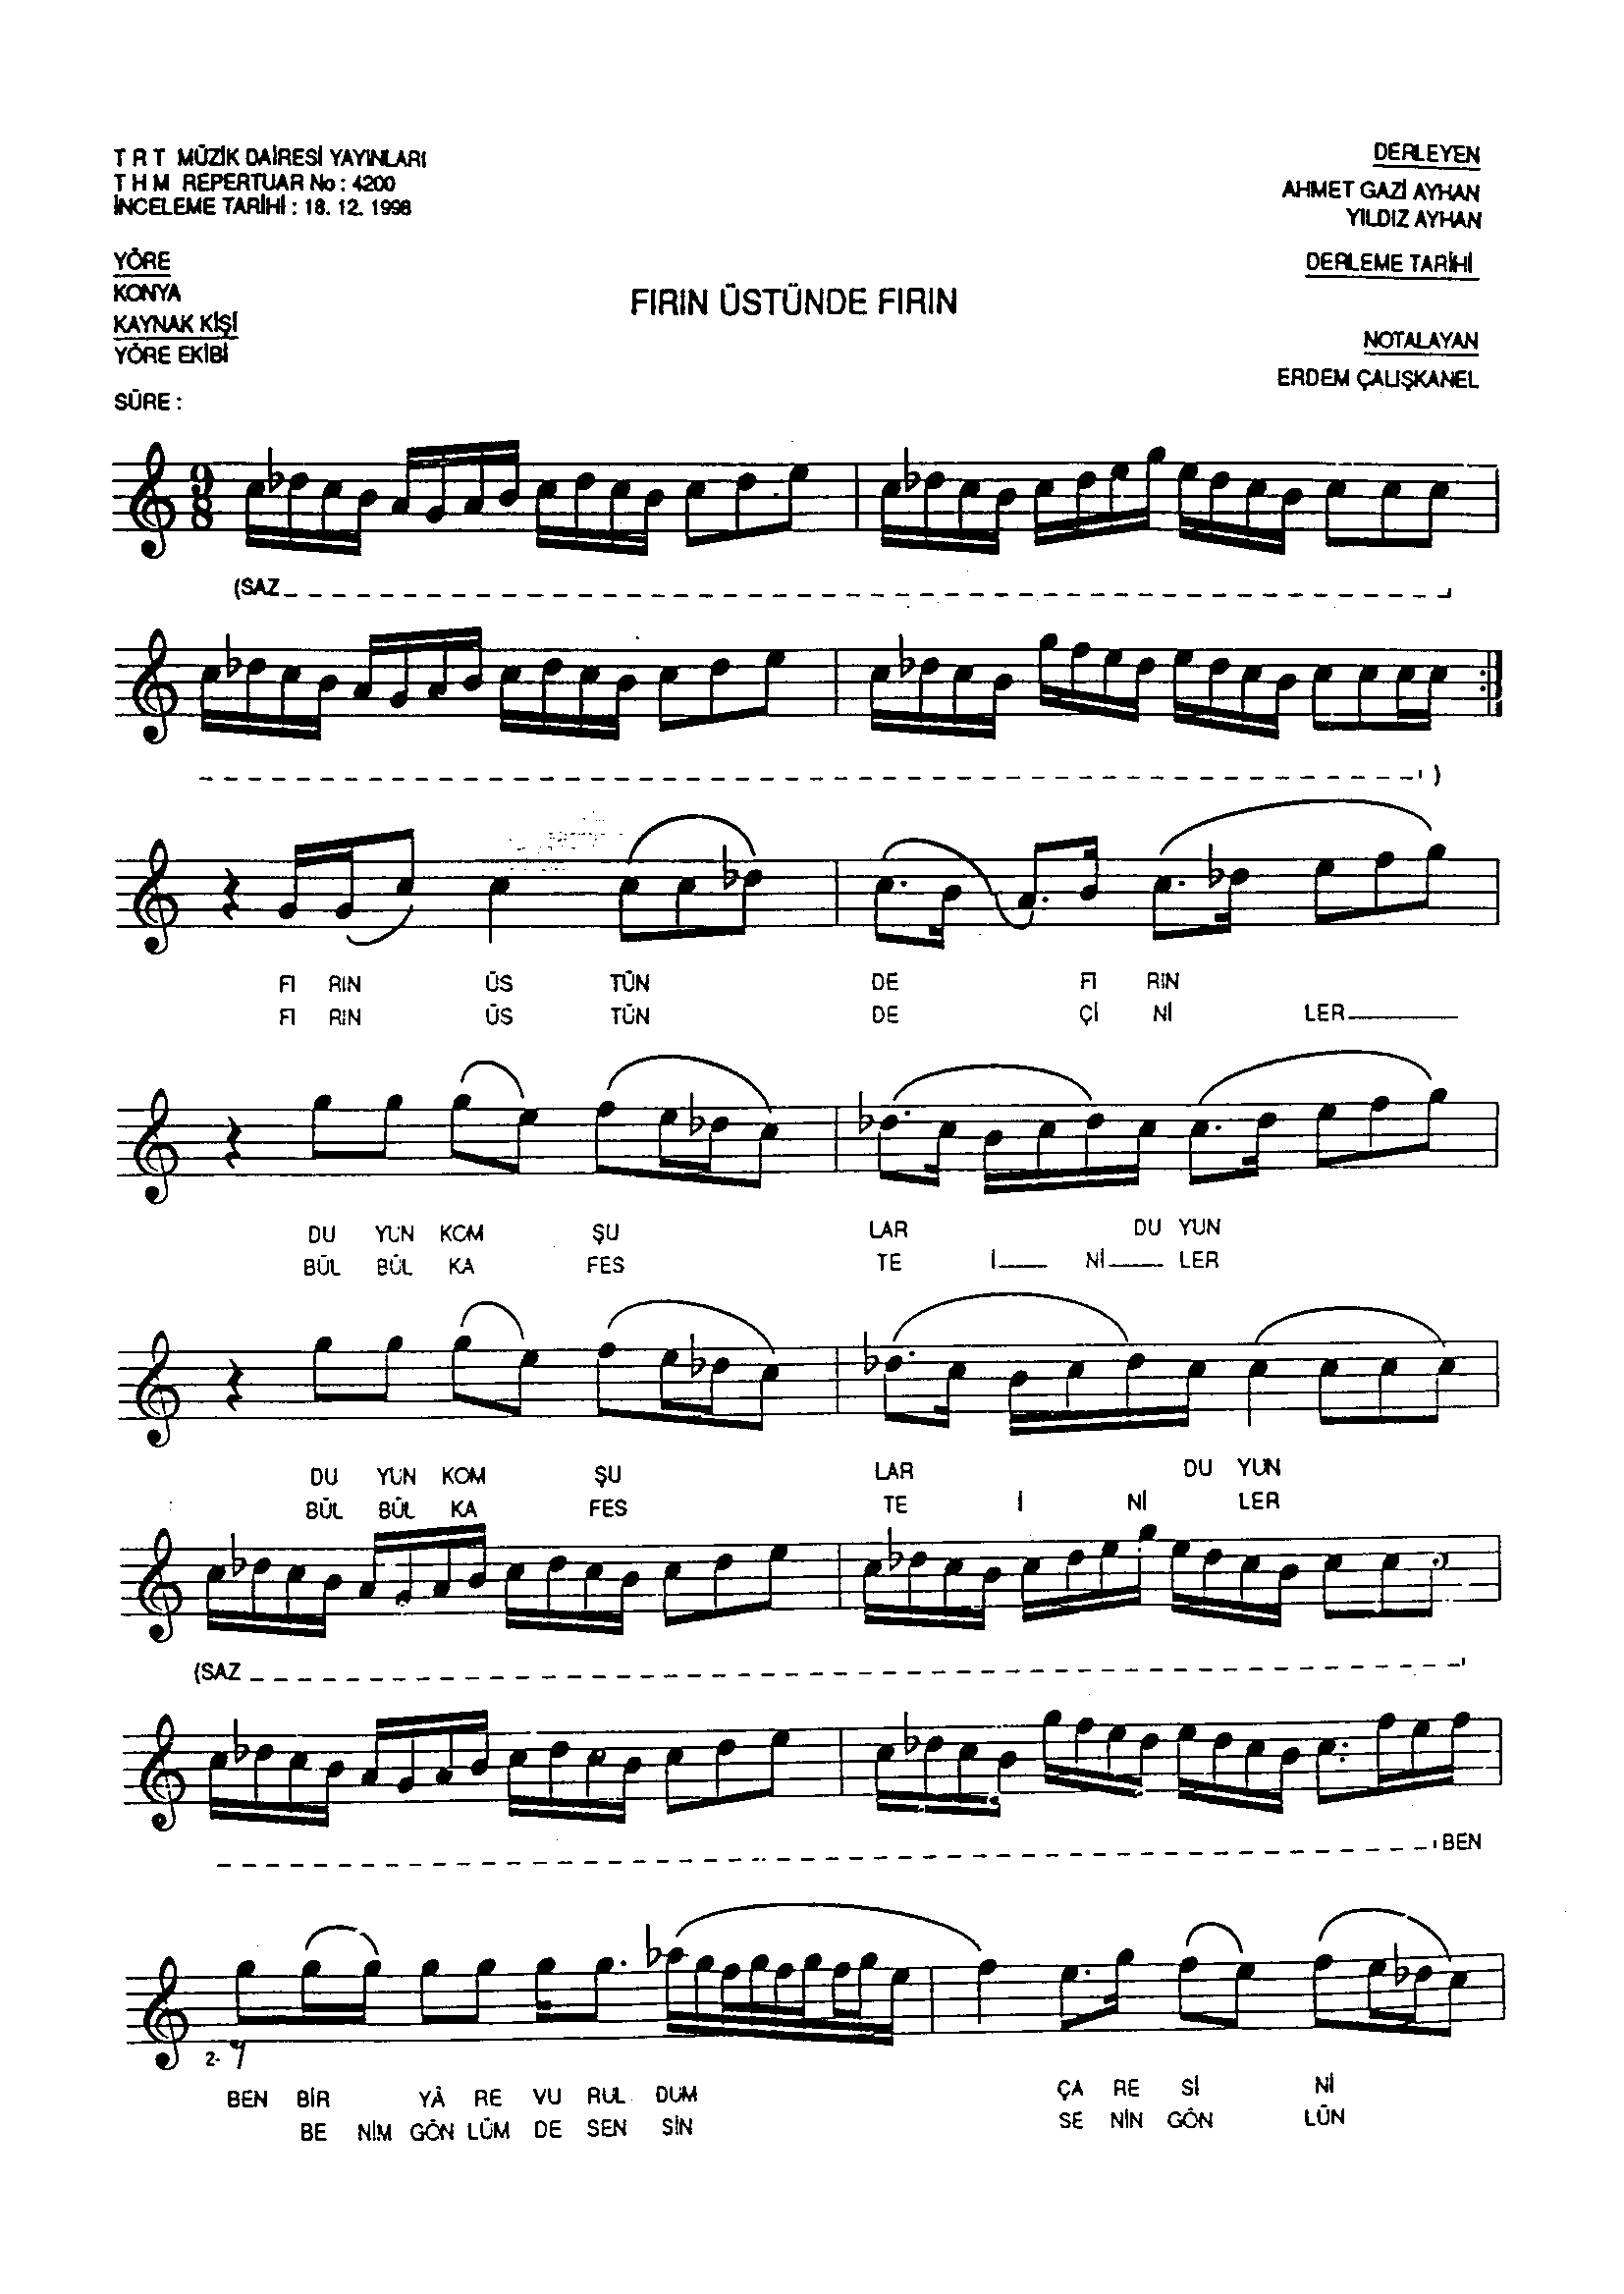 T R T MÜZİK DAİRESİ YAYINLARI
T H M REPERTUAR No : 4200
İNCELEME TARİHİ : 18. 12. 1998
DERLEYEN
AHMET GAZİ AYHAN
YILDIZ AYHAN
YÖRE
KONYA
KAYNAK KİŞİ
YÖRE EKİBİ
DERLEME TARİHİ
FIRIN ÜSTÜNDE FIRIN
NOTALAYAN
ERDEM ÇALIŞKANEL
SÜRE :
9
8
(SAZ
)
FI RIN ÜS TÜN DE FI RIN
FI RIN ÜS TÜN DE Çİ Nİ LER
DU YUN KOM ŞU LAR DU YUN
BÜL BÜL KA FES TE İ Nİ LER
DU YUN KOM ŞU LAR DU YUN
BÜL BÜL KA FES TE İ Nİ LER
(SAZ
BEN
2-
BEN BİR YÂ RE VU RUL DUM ÇA RE Sİ Nİ
BE NİM GÖN LÜM DE SEN SİN SE NİN GÖN LÜN